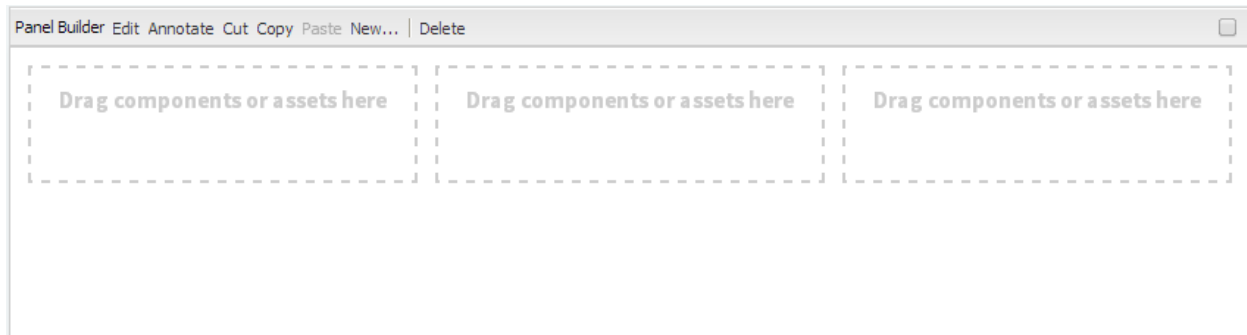 Panel Builder Edit Annotate Cut Copy Paste New... | Delete
Drag components or assets here Drag components or assets here Drag components or assets here